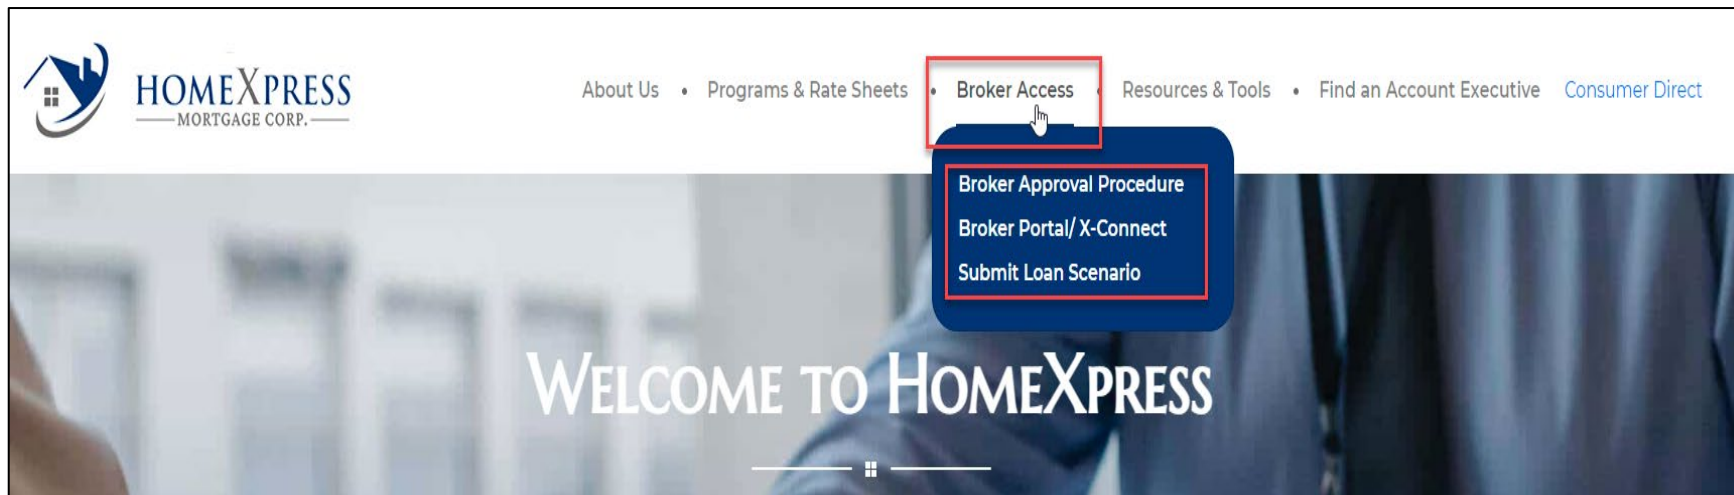 HOMEXPRESS
MORTGAGE CORP.
About Us • Programs & Rate Sheets • Broker Access • Resources & Tools • Find an Account Executive Consumer Direct
Broker Approval Procedure
Broker Portal/ X-Connect
Submit Loan Scenario
WELCOME TO HOMEXPRESS